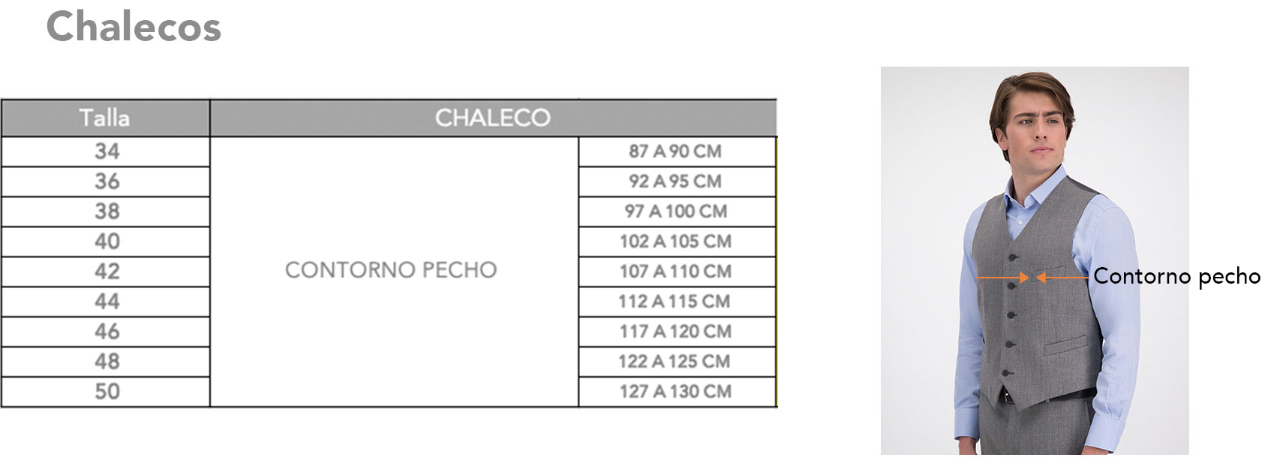 Chalecos
Talla CHALECO
34 87 A 90 CM
36 92 A 95 CM
38 97 A 100 CM
40 102 A 105 CM
42 CONTORNO PECHO 107 A 110 CM
44 112 A 115 CM
46 117 A 120 CM
48 122 A 125 CM
50 127 A 130 CM
Contorno pecho